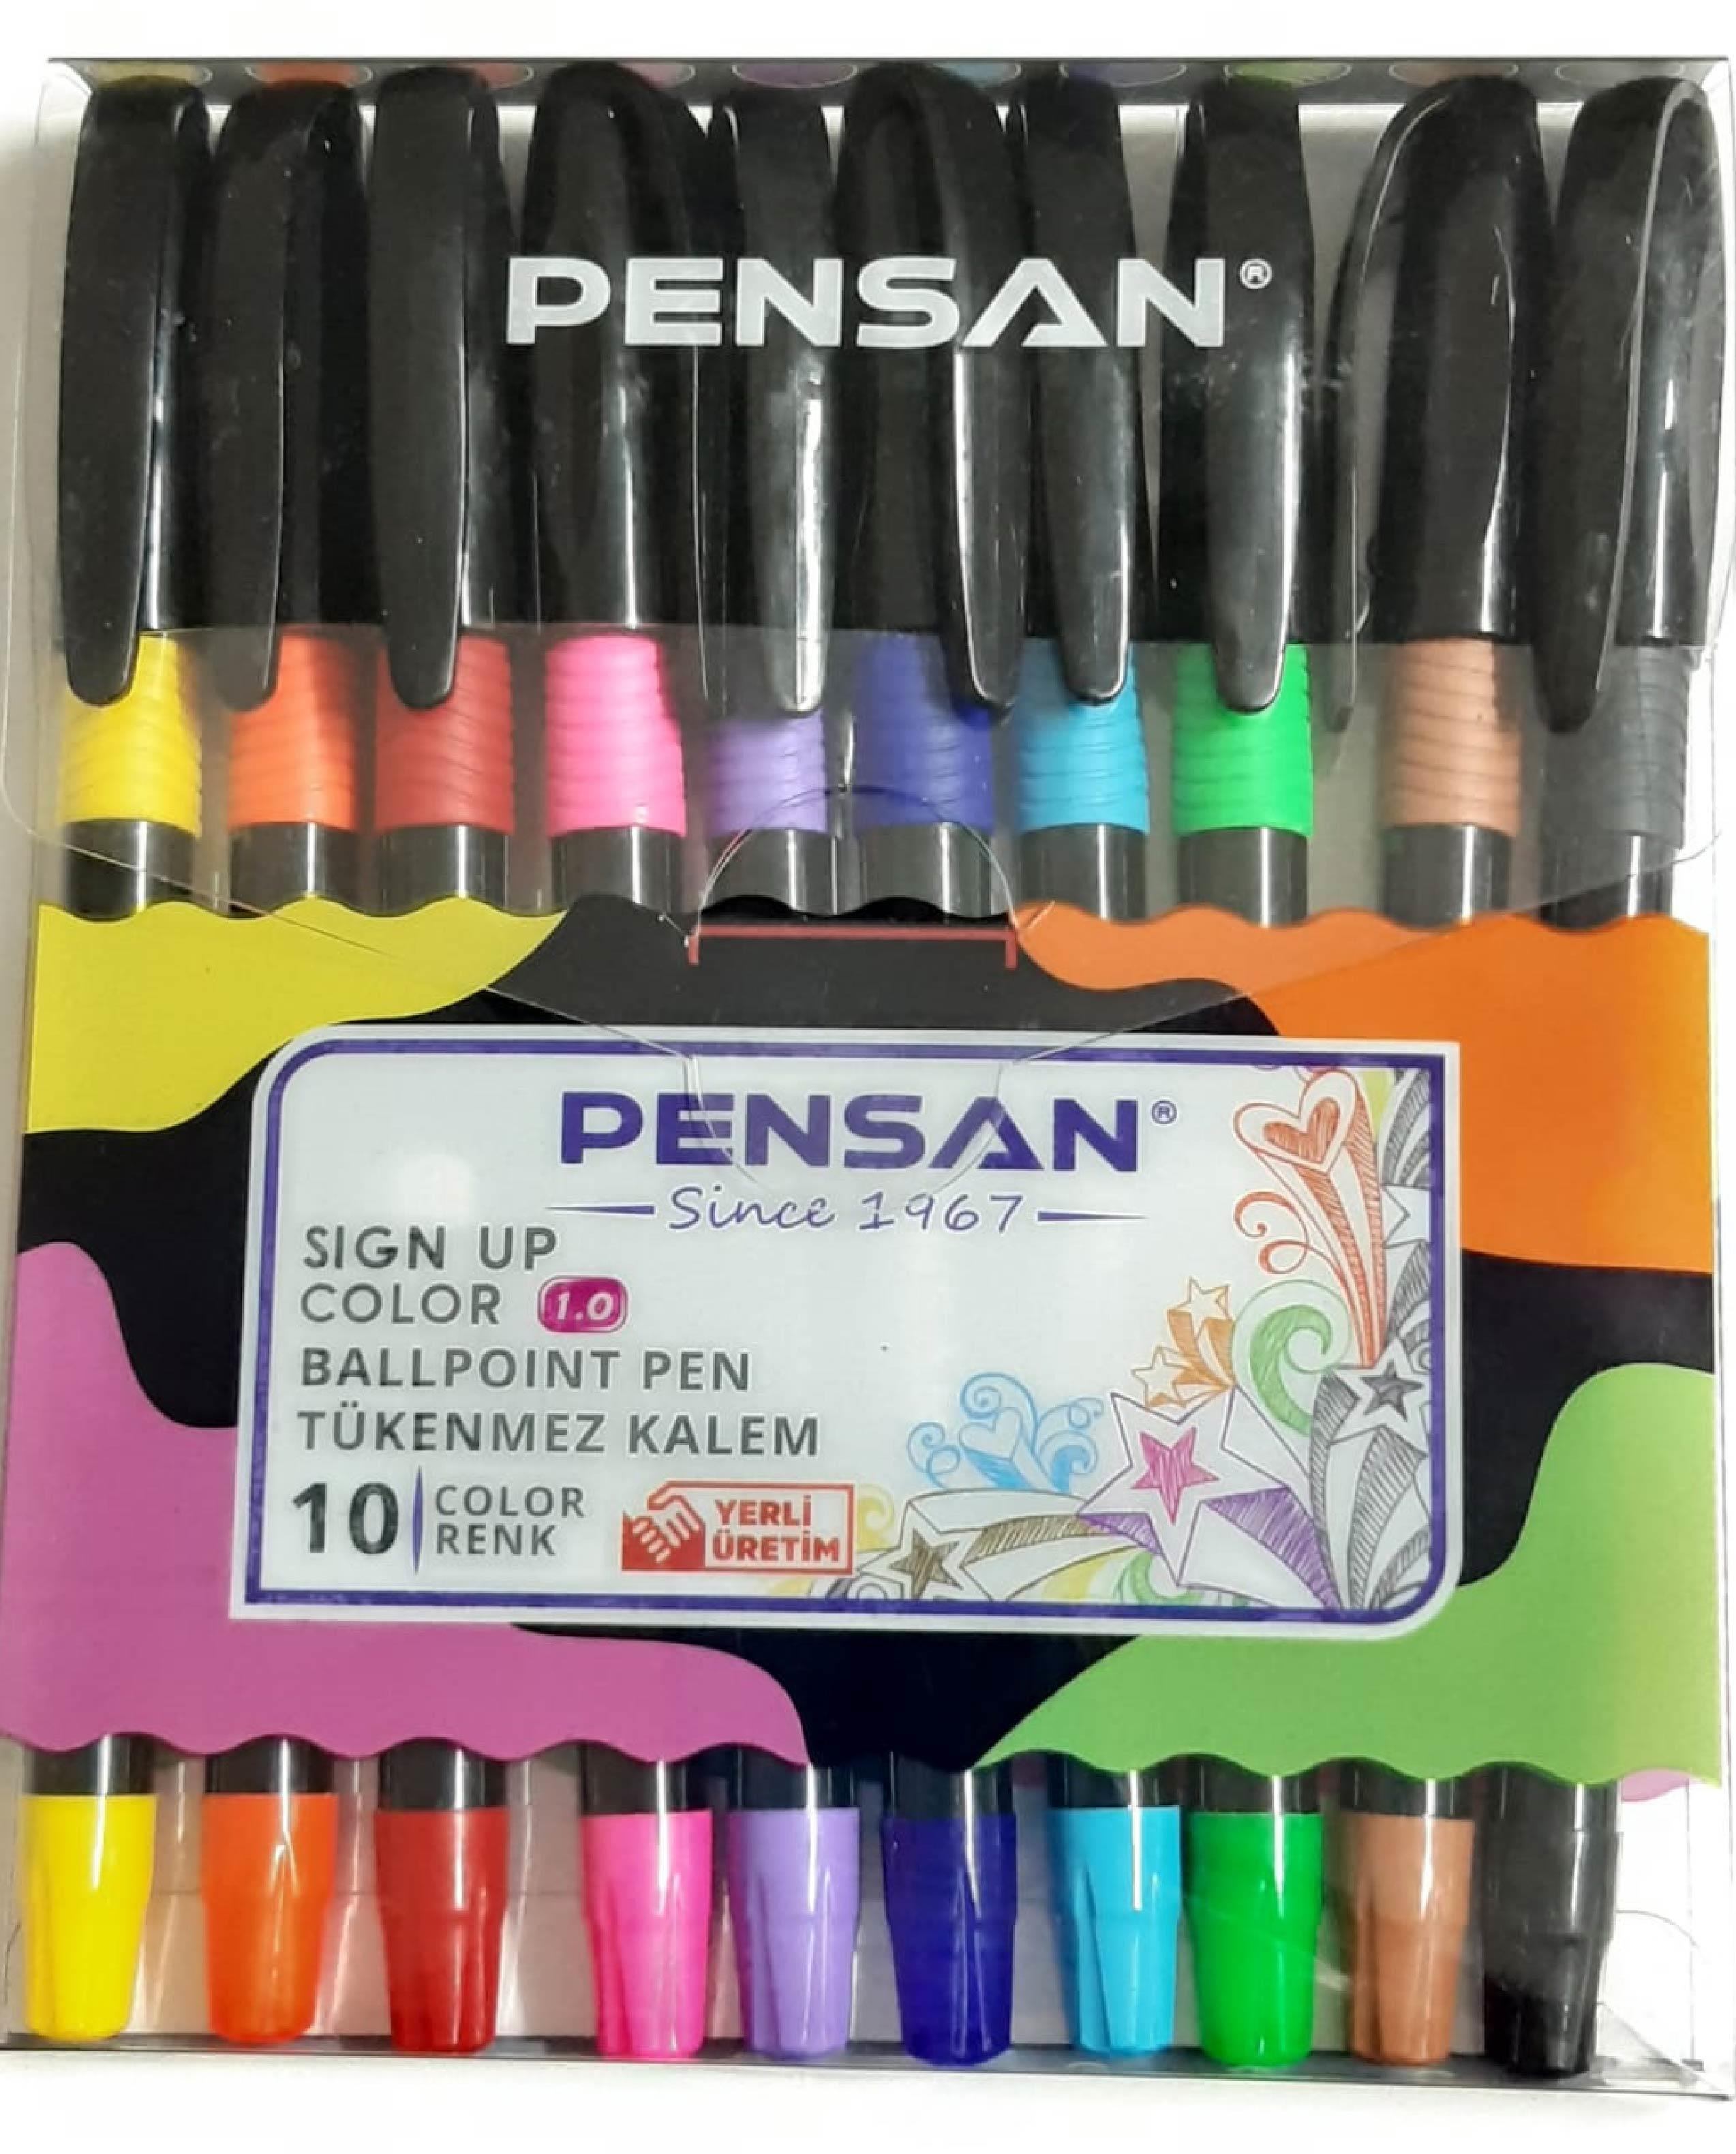 PENSAN®
PENSAN®
Since 1967
SIGN UP
COLOR 1.0
BALLPOINT PEN
TÜKENMEZ KALEM
10 COLOR
RENK
YERLİ
ÜRETİM